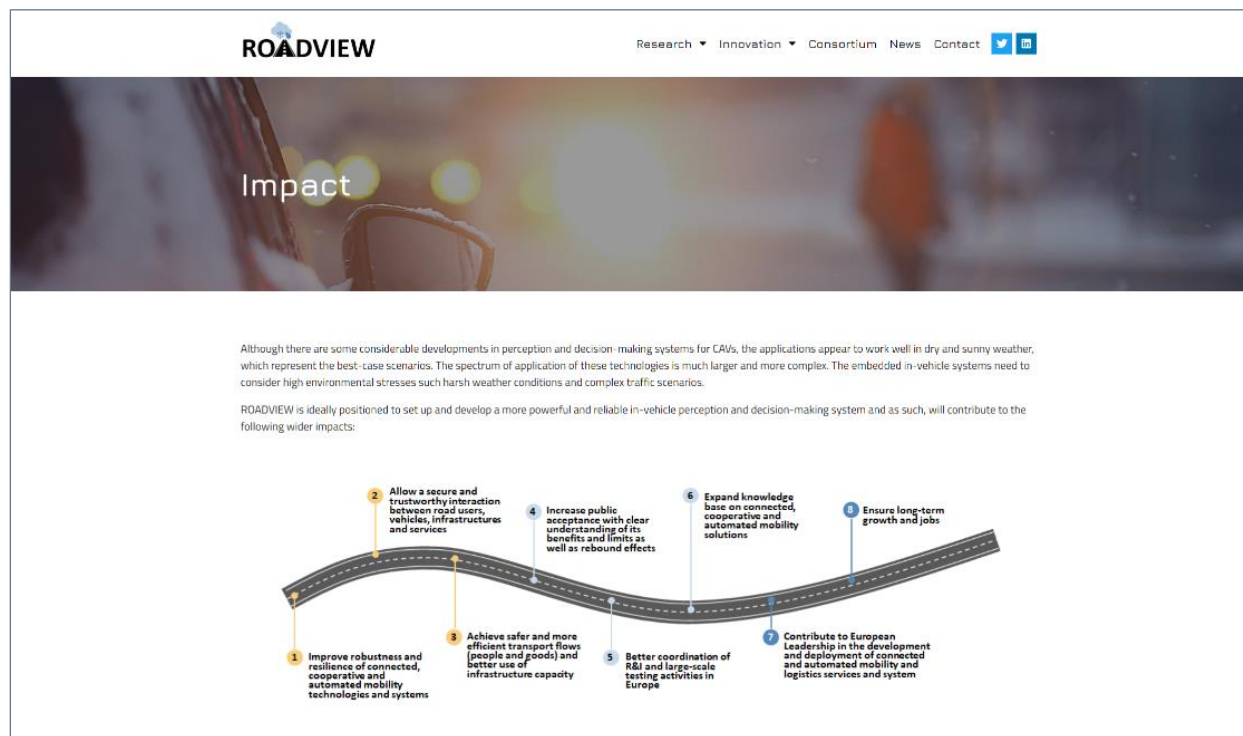 ROADVIEW
Research Innovation Consortium News Contact
Impact
Although there are some considerable developments in perception and decision-making systems for CAVs, the applications appear to work well in dry and sunny weather,
which represent the best-case scenarios. The spectrum of application of these technologies is much larger and more complex. The embedded in-vehicle systems need to
consider high environmental stresses such harsh weather conditions and complex traffic scenarios.
ROADVIEW is ideally positioned to set up and develop a more powerful and reliable in-vehicle perception and decision-making system and as such, will contribute to the
following wider impacts:
1
Improve robustness and
resilience of connected,
cooperative and
automated mobility
technologies and systems
2
Allow a secure and
trustworthy interaction
between road users,
vehicles, infrastructures
and services
3
Achieve safer and more
efficient transport flows
(people and goods) and
better use of
infrastructure capacity
4
Increase public
acceptance with clear
understanding of its
benefits and limits as
well as rebound effects
5
Better coordination of
R&I and large-scale
testing activities in
Europe
6
Expand knowledge
base on connected,
cooperative and
automated mobility
solutions
7
Contribute to European
Leadership in the development
and deployment of connected
and automated mobility and
logistics services and system
8
Ensure long-term
growth and jobs